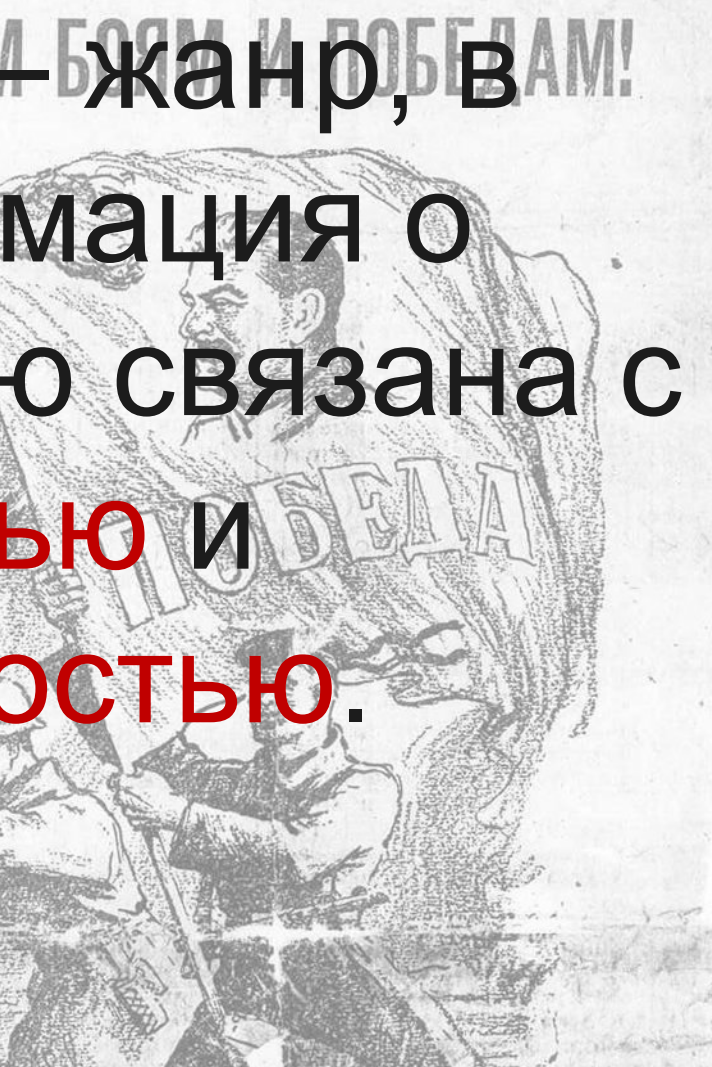 И БОЯМ И ПОБЕДАМ!
– жанр, в
мация о
ю связана с
ью и
остью.
ПОБЕДА